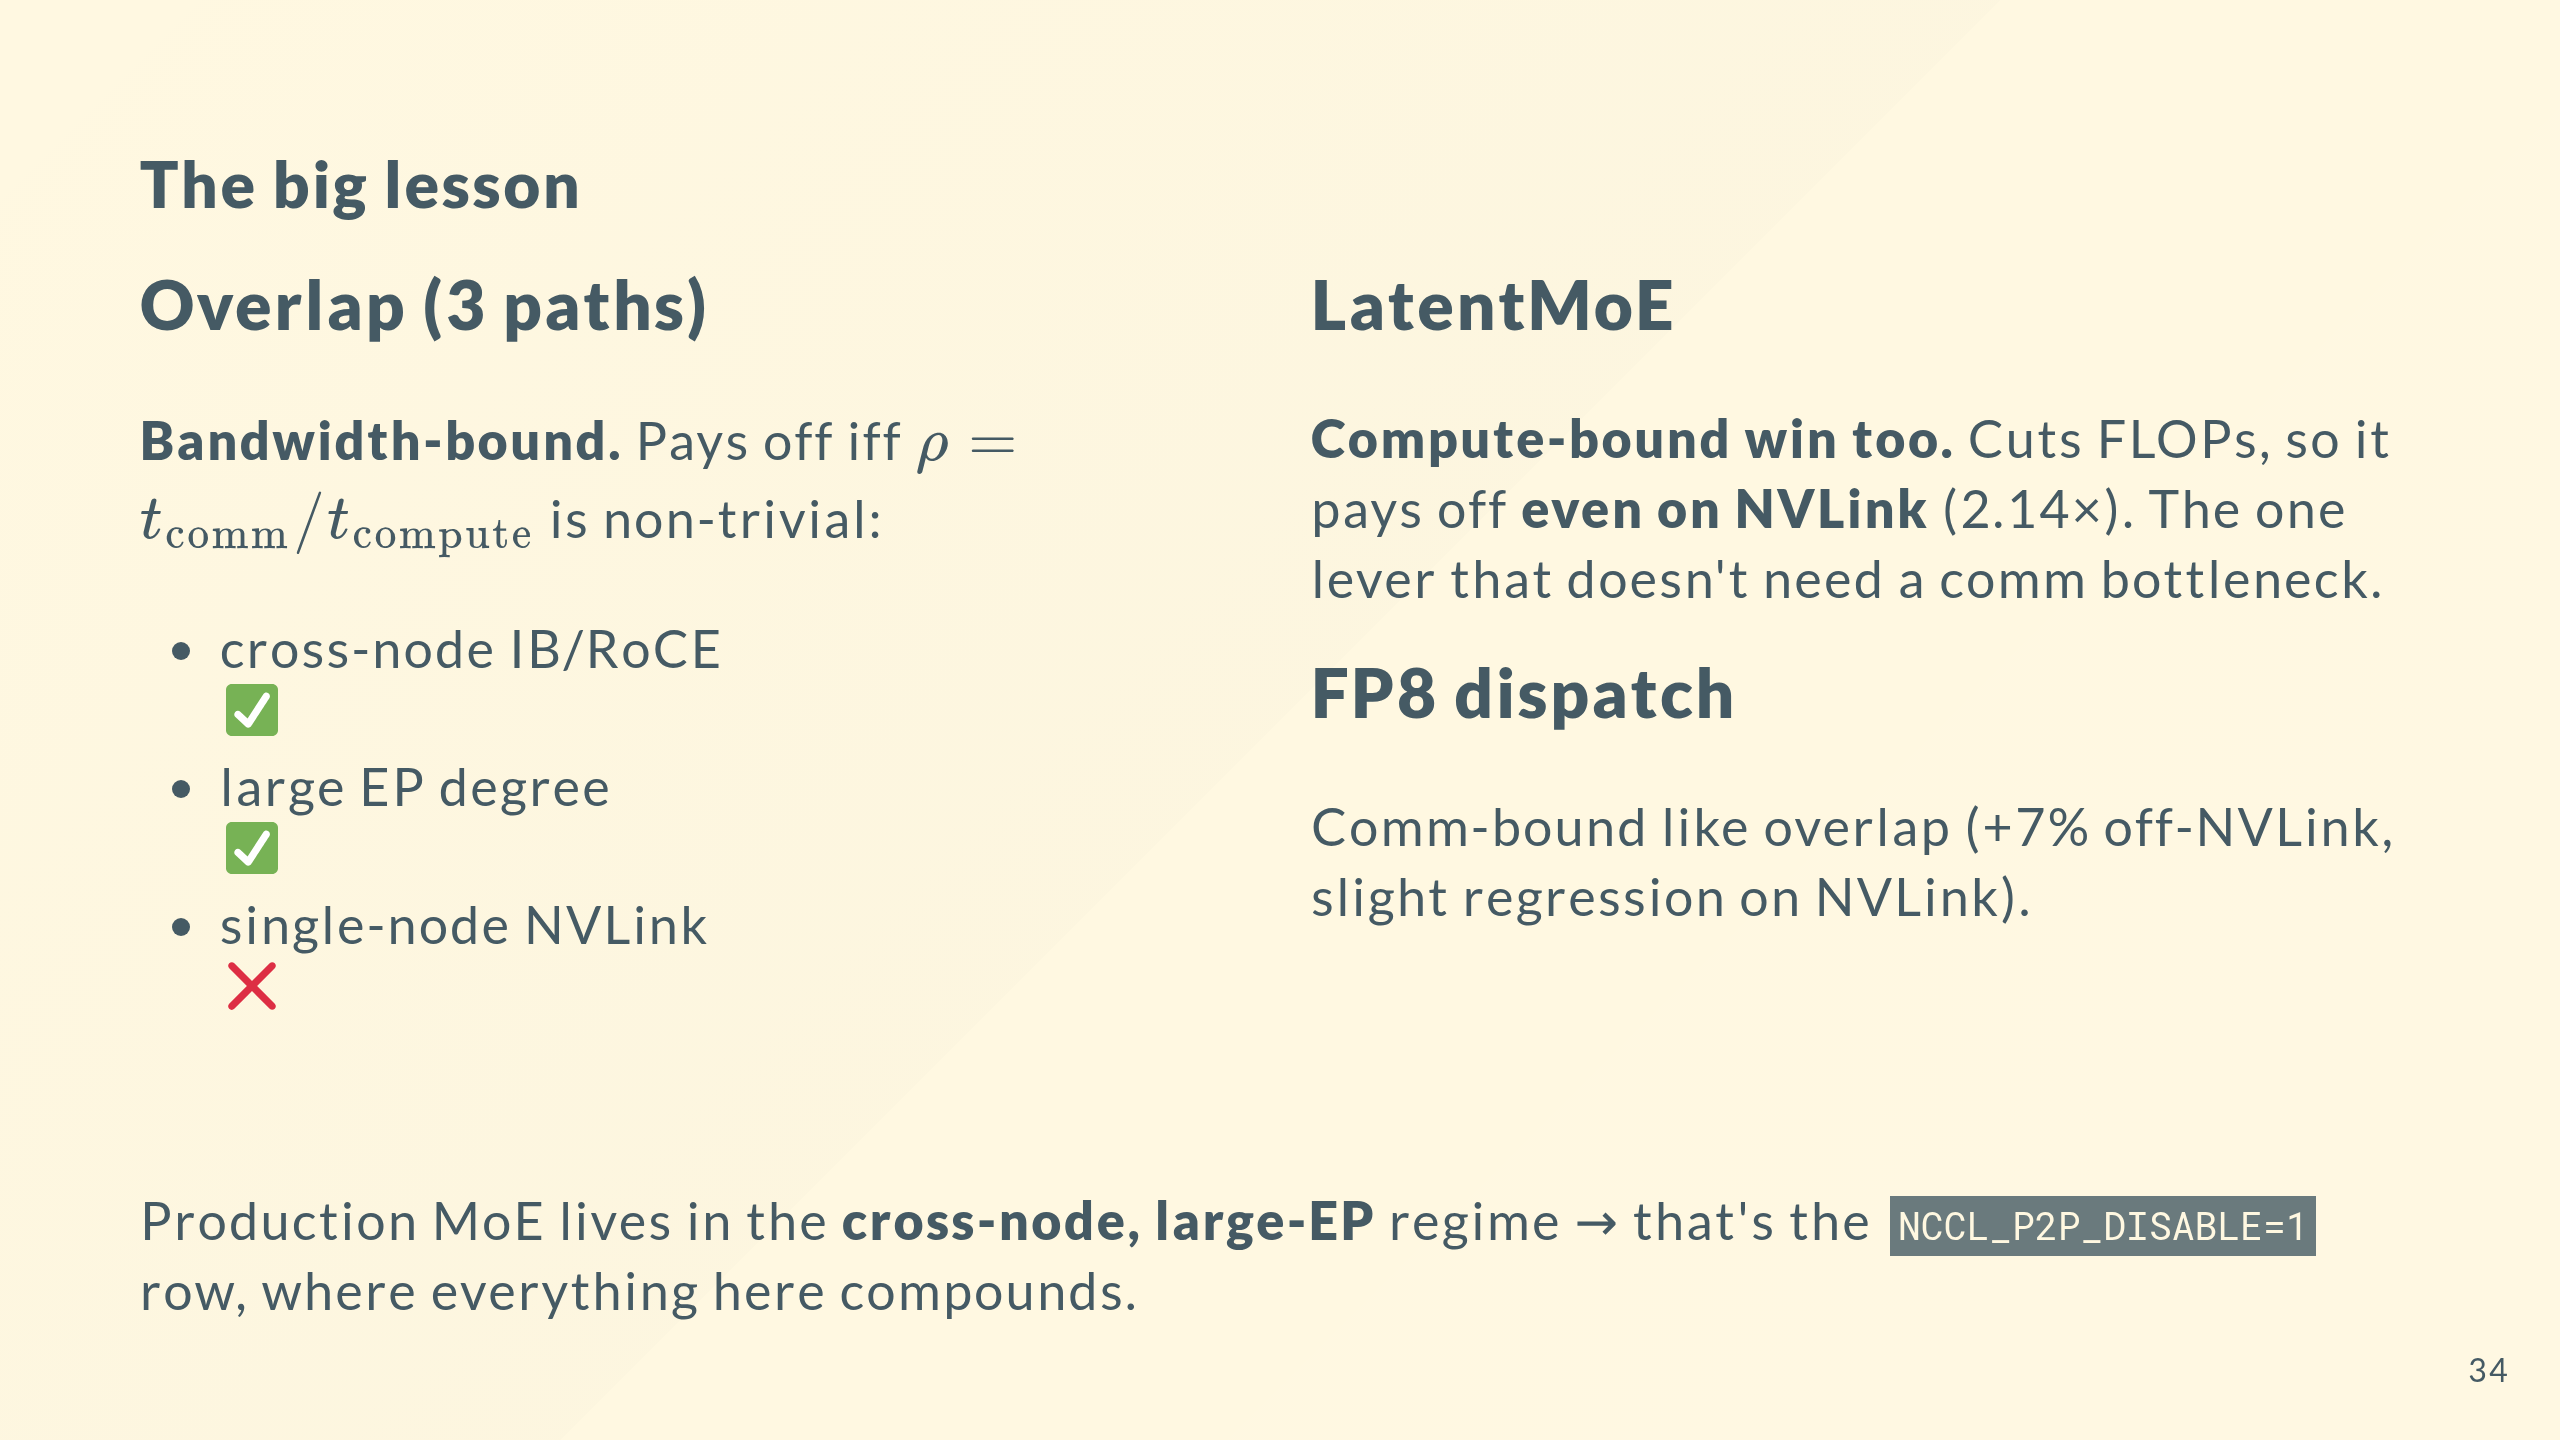 The big lesson
Overlap (3 paths)
Bandwidth-bound. Pays off iff ρ =
t_comm/t_compute is non-trivial:
• cross-node IB/RoCE
✅
• large EP degree
✅
• single-node NVLink
❌
LatentMoE
Compute-bound win too. Cuts FLOPs, so it
pays off even on NVLink (2.14×). The one
lever that doesn't need a comm bottleneck.
FP8 dispatch
Comm-bound like overlap (+7% off-NVLink,
slight regression on NVLink).
Production MoE lives in the cross-node, large-EP regime → that's the NCCL_P2P_DISABLE=1
row, where everything here compounds.
34